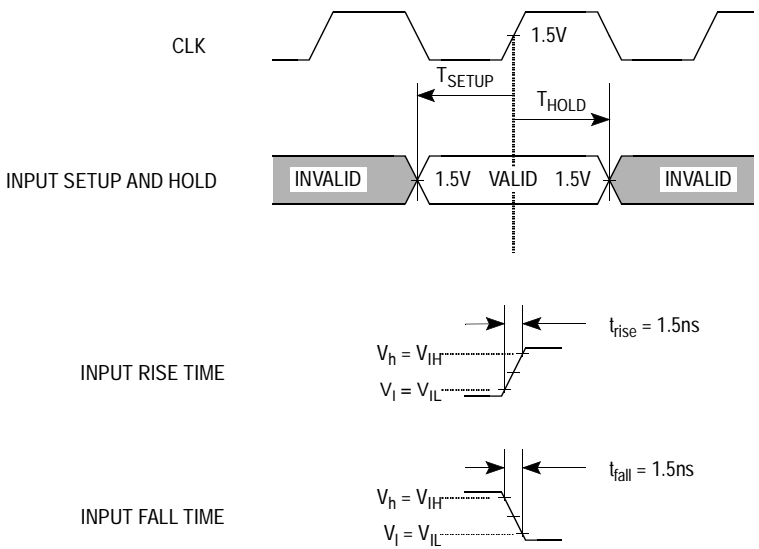 CLK
1.5V
TSETUP
THOLD
INPUT SETUP AND HOLD
INVALID
1.5V VALID 1.5V
INVALID
trise = 1.5ns
Vh = VIH
INPUT RISE TIME
Vl = VIL
tfall = 1.5ns
Vh = VIH
INPUT FALL TIME
Vl = VIL